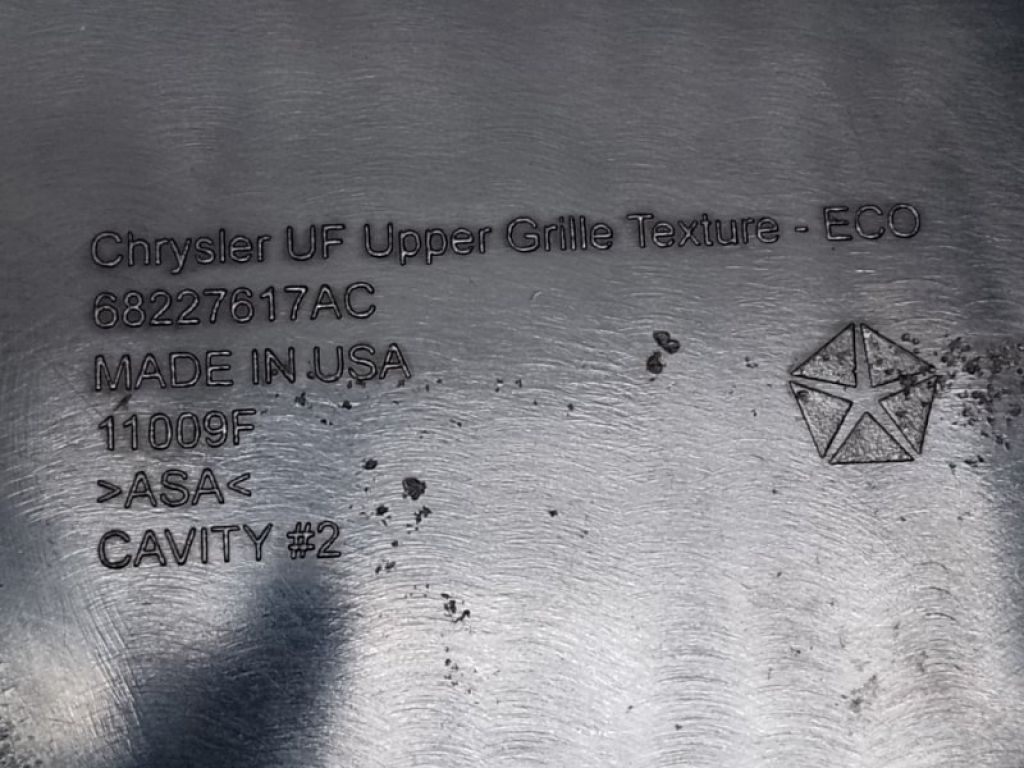 Chrysler UF Upper Grille Texture - ECO
68227617AC
MADE IN USA
11009F
>ASA<
CAVITY #2